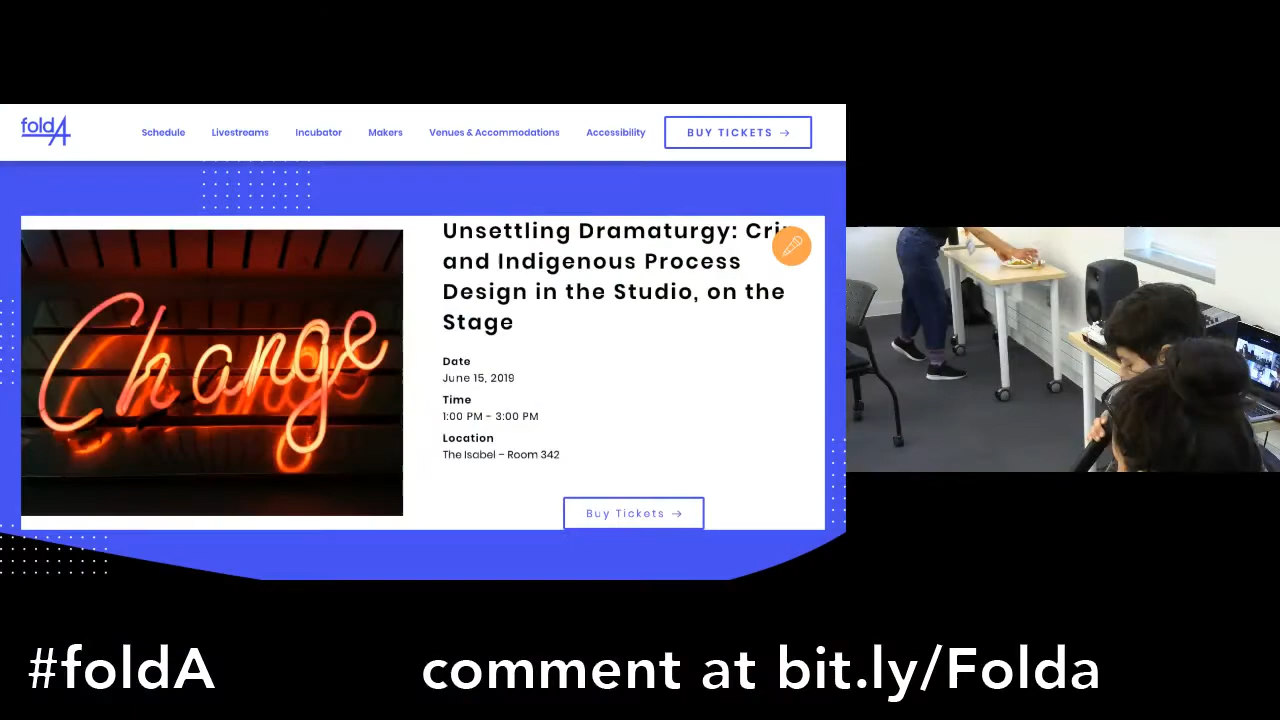 foldA
Schedule
Livestreams
Incubator
Makers
Venues & Accommodations
Accessibility
BUY TICKETS →
Change
Unsettling Dramaturgy: Crip
and Indigenous Process
Design in the Studio, on the
Stage
Date
June 15, 2019
Time
1:00 PM - 3:00 PM
Location
The Isabel – Room 342
Buy Tickets →
#foldA
comment at bit.ly/Folda